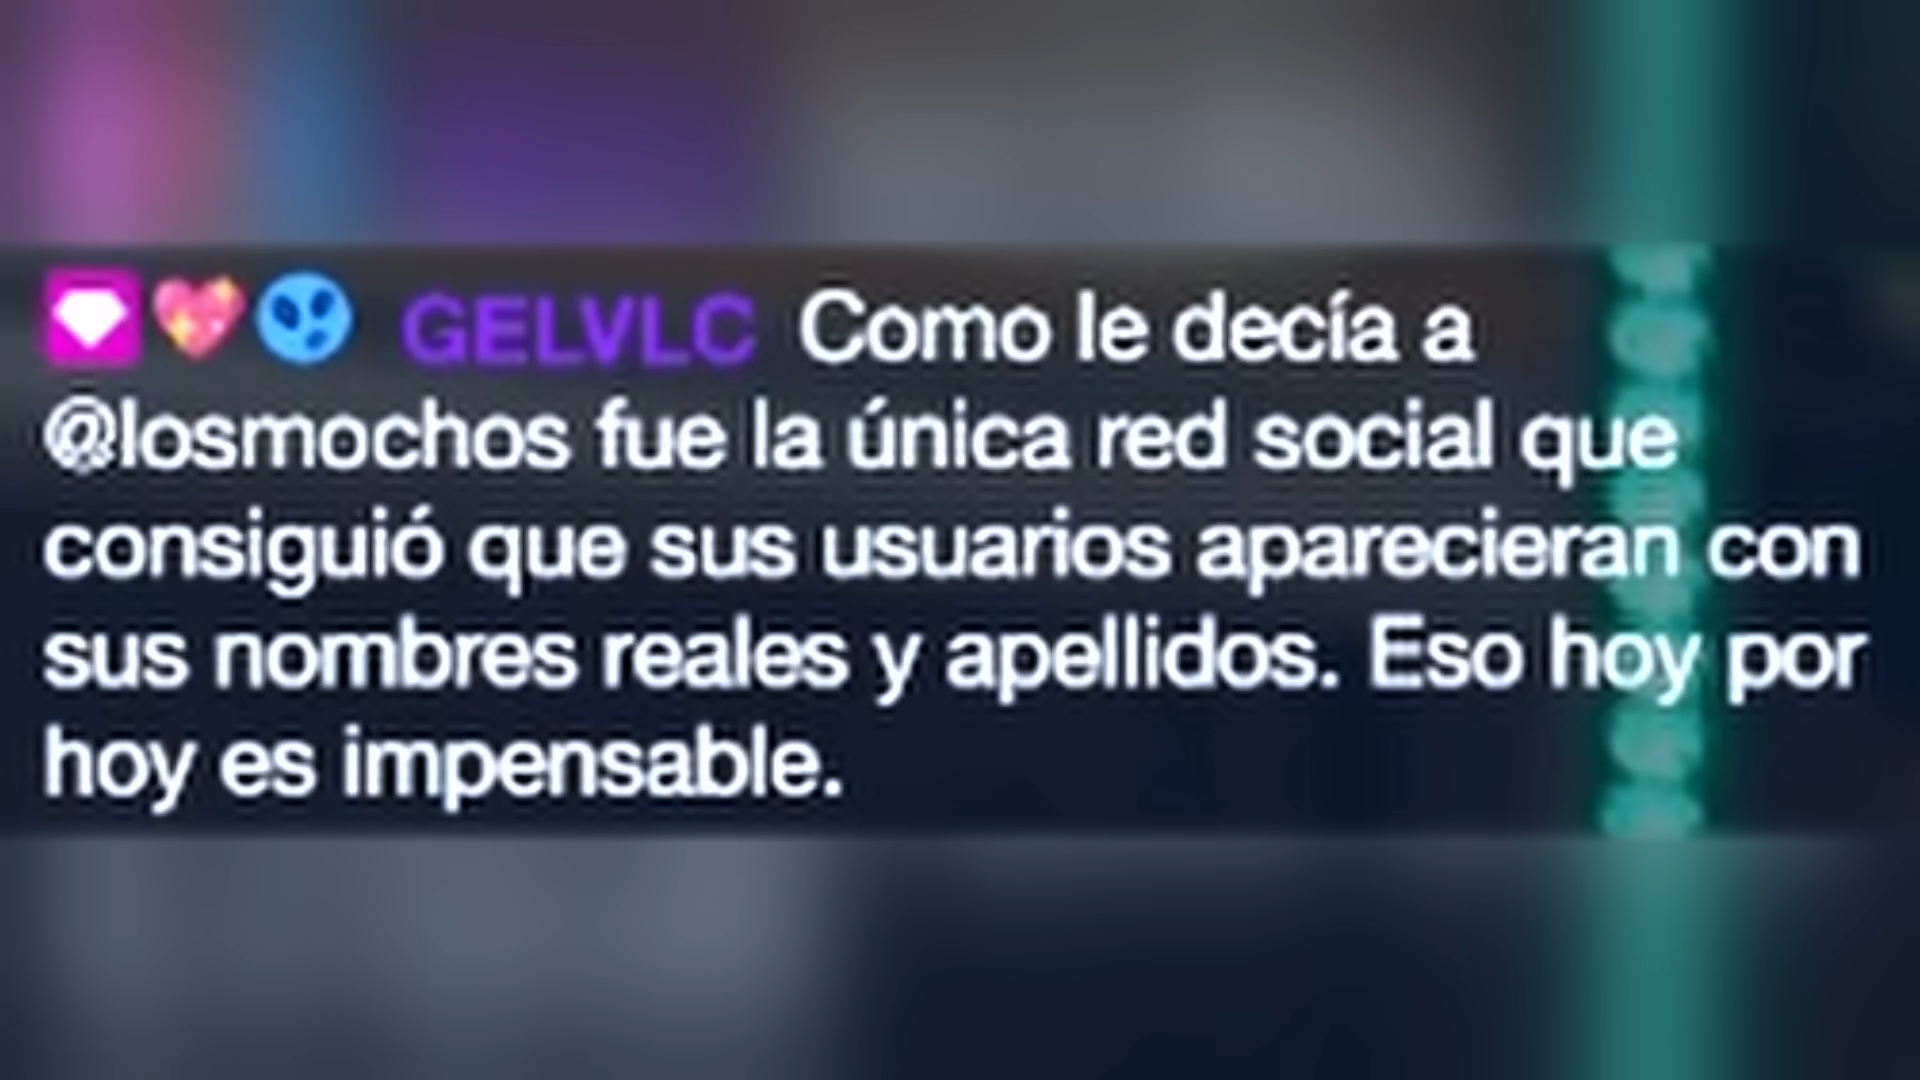 GELVLC Como le decía a
@losmochos fue la única red social que
consiguió que sus usuarios aparecieran con
sus nombres reales y apellidos. Eso hoy por
hoy es impensable.